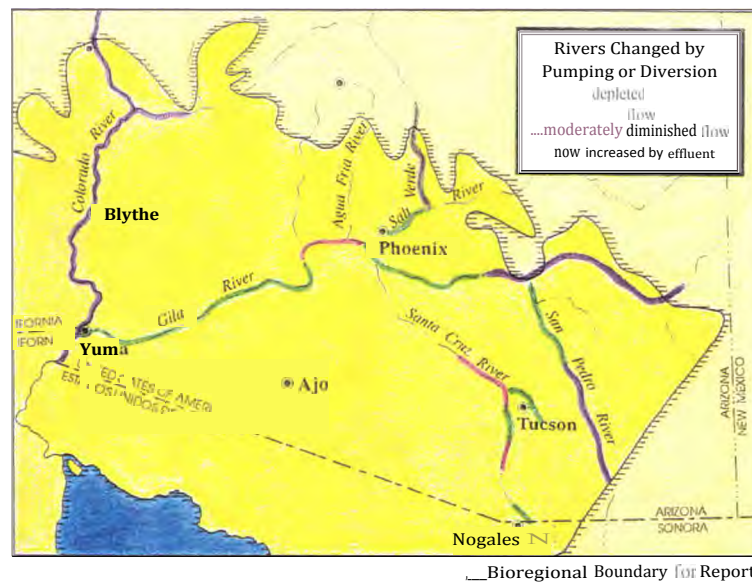 Rivers Changed by
Pumping or Diversion
depleted
flow
....moderately diminished flow
now increased by effluent
Colorado River
Blythe
Agua Fria River
Verde
Salt River
Phoenix
Gila River
San Pedro River
Santa Cruz River
IFORNIA
IFORN
Yuma
Ajo
Tucson
ARIZONA
NEW MEXICO
ARIZONA
SONORA
Nogales
Bioregional Boundary for Report